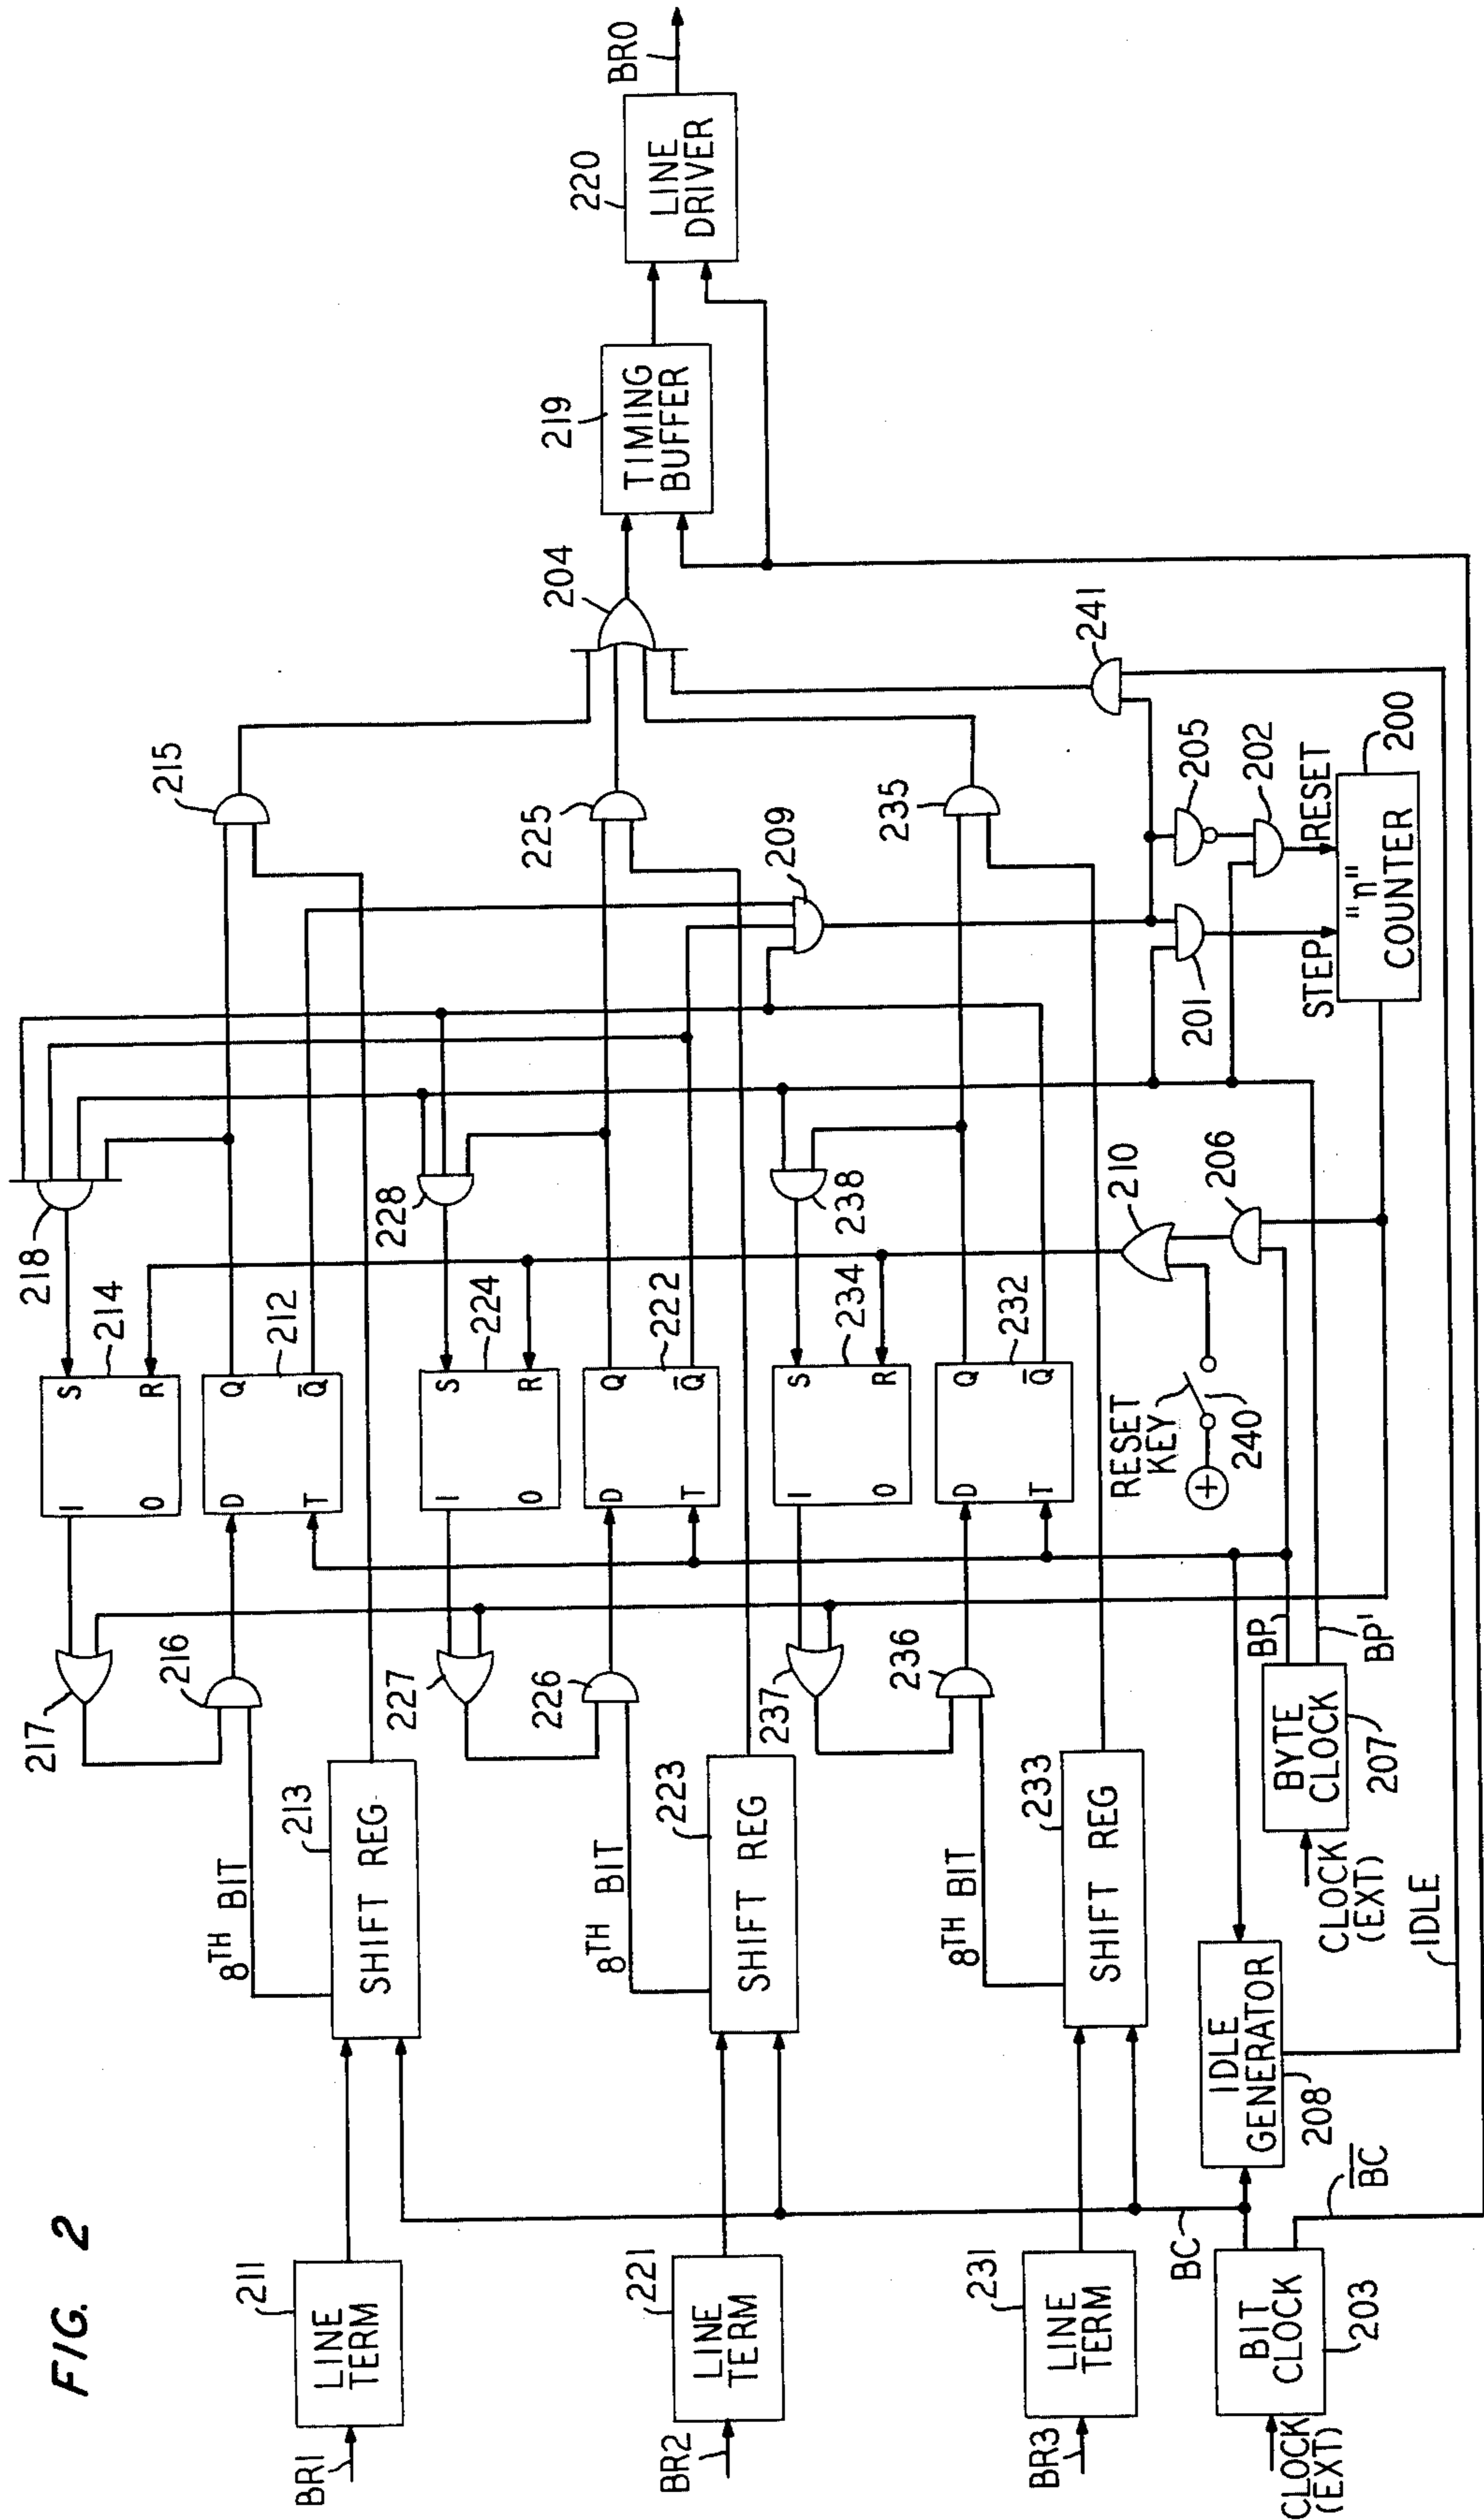 FIG. 2
BR1
211
LINE
TERM
8TH BIT
213
SHIFT REG
217
216
I
O
S
R
214
218
D
T
Q
Q̅
212
215
BR2
221
LINE
TERM
8TH BIT
223
SHIFT REG
227
226
I
O
S
R
224
228
D
T
Q
Q̅
222
225
209
204
219
TIMING
BUFFER
220
LINE
DRIVER
BR0
BR3
231
LINE
TERM
8TH BIT
233
SHIFT REG
237
236
I
O
S
R
234
238
D
T
Q
Q̅
232
235
241
RESET
KEY
240
210
206
201
205
202
STEP
RESET
"n"
COUNTER
200
CLOCK
(EXT)
BIT
CLOCK
203
BC
B̅C̅
IDLE
GENERATOR
208
IDLE
CLOCK
(EXT)
BYTE
CLOCK
207
BP
BP'